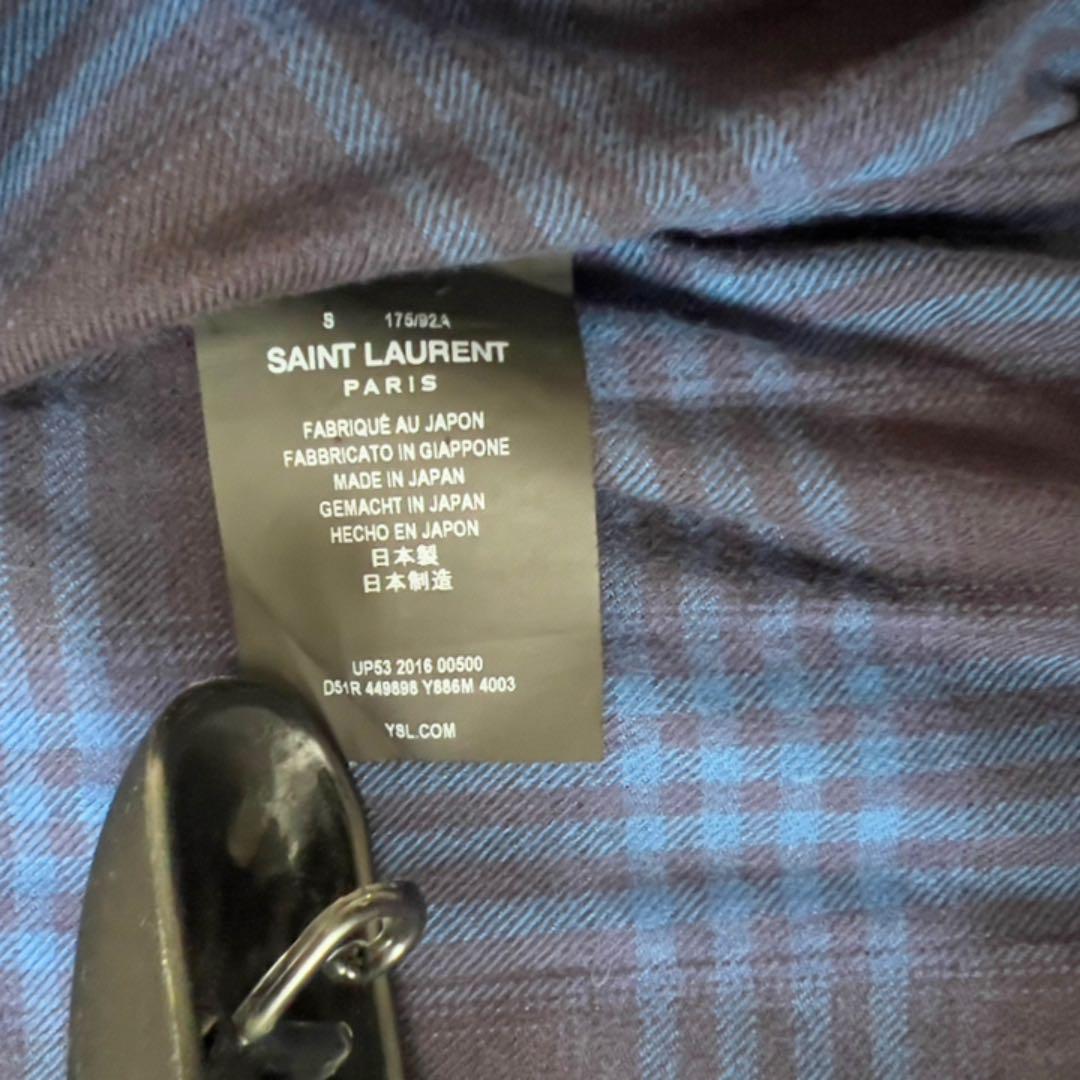 S 175/92A
SAINT LAURENT
PARIS
FABRIQUÉ AU JAPON
FABBRICATO IN GIAPPONE
MADE IN JAPAN
GEMACHT IN JAPAN
HECHO EN JAPON
日本製
日本制造
UP53 2016 00500
D51R 449898 Y886M 4003
YSL.COM